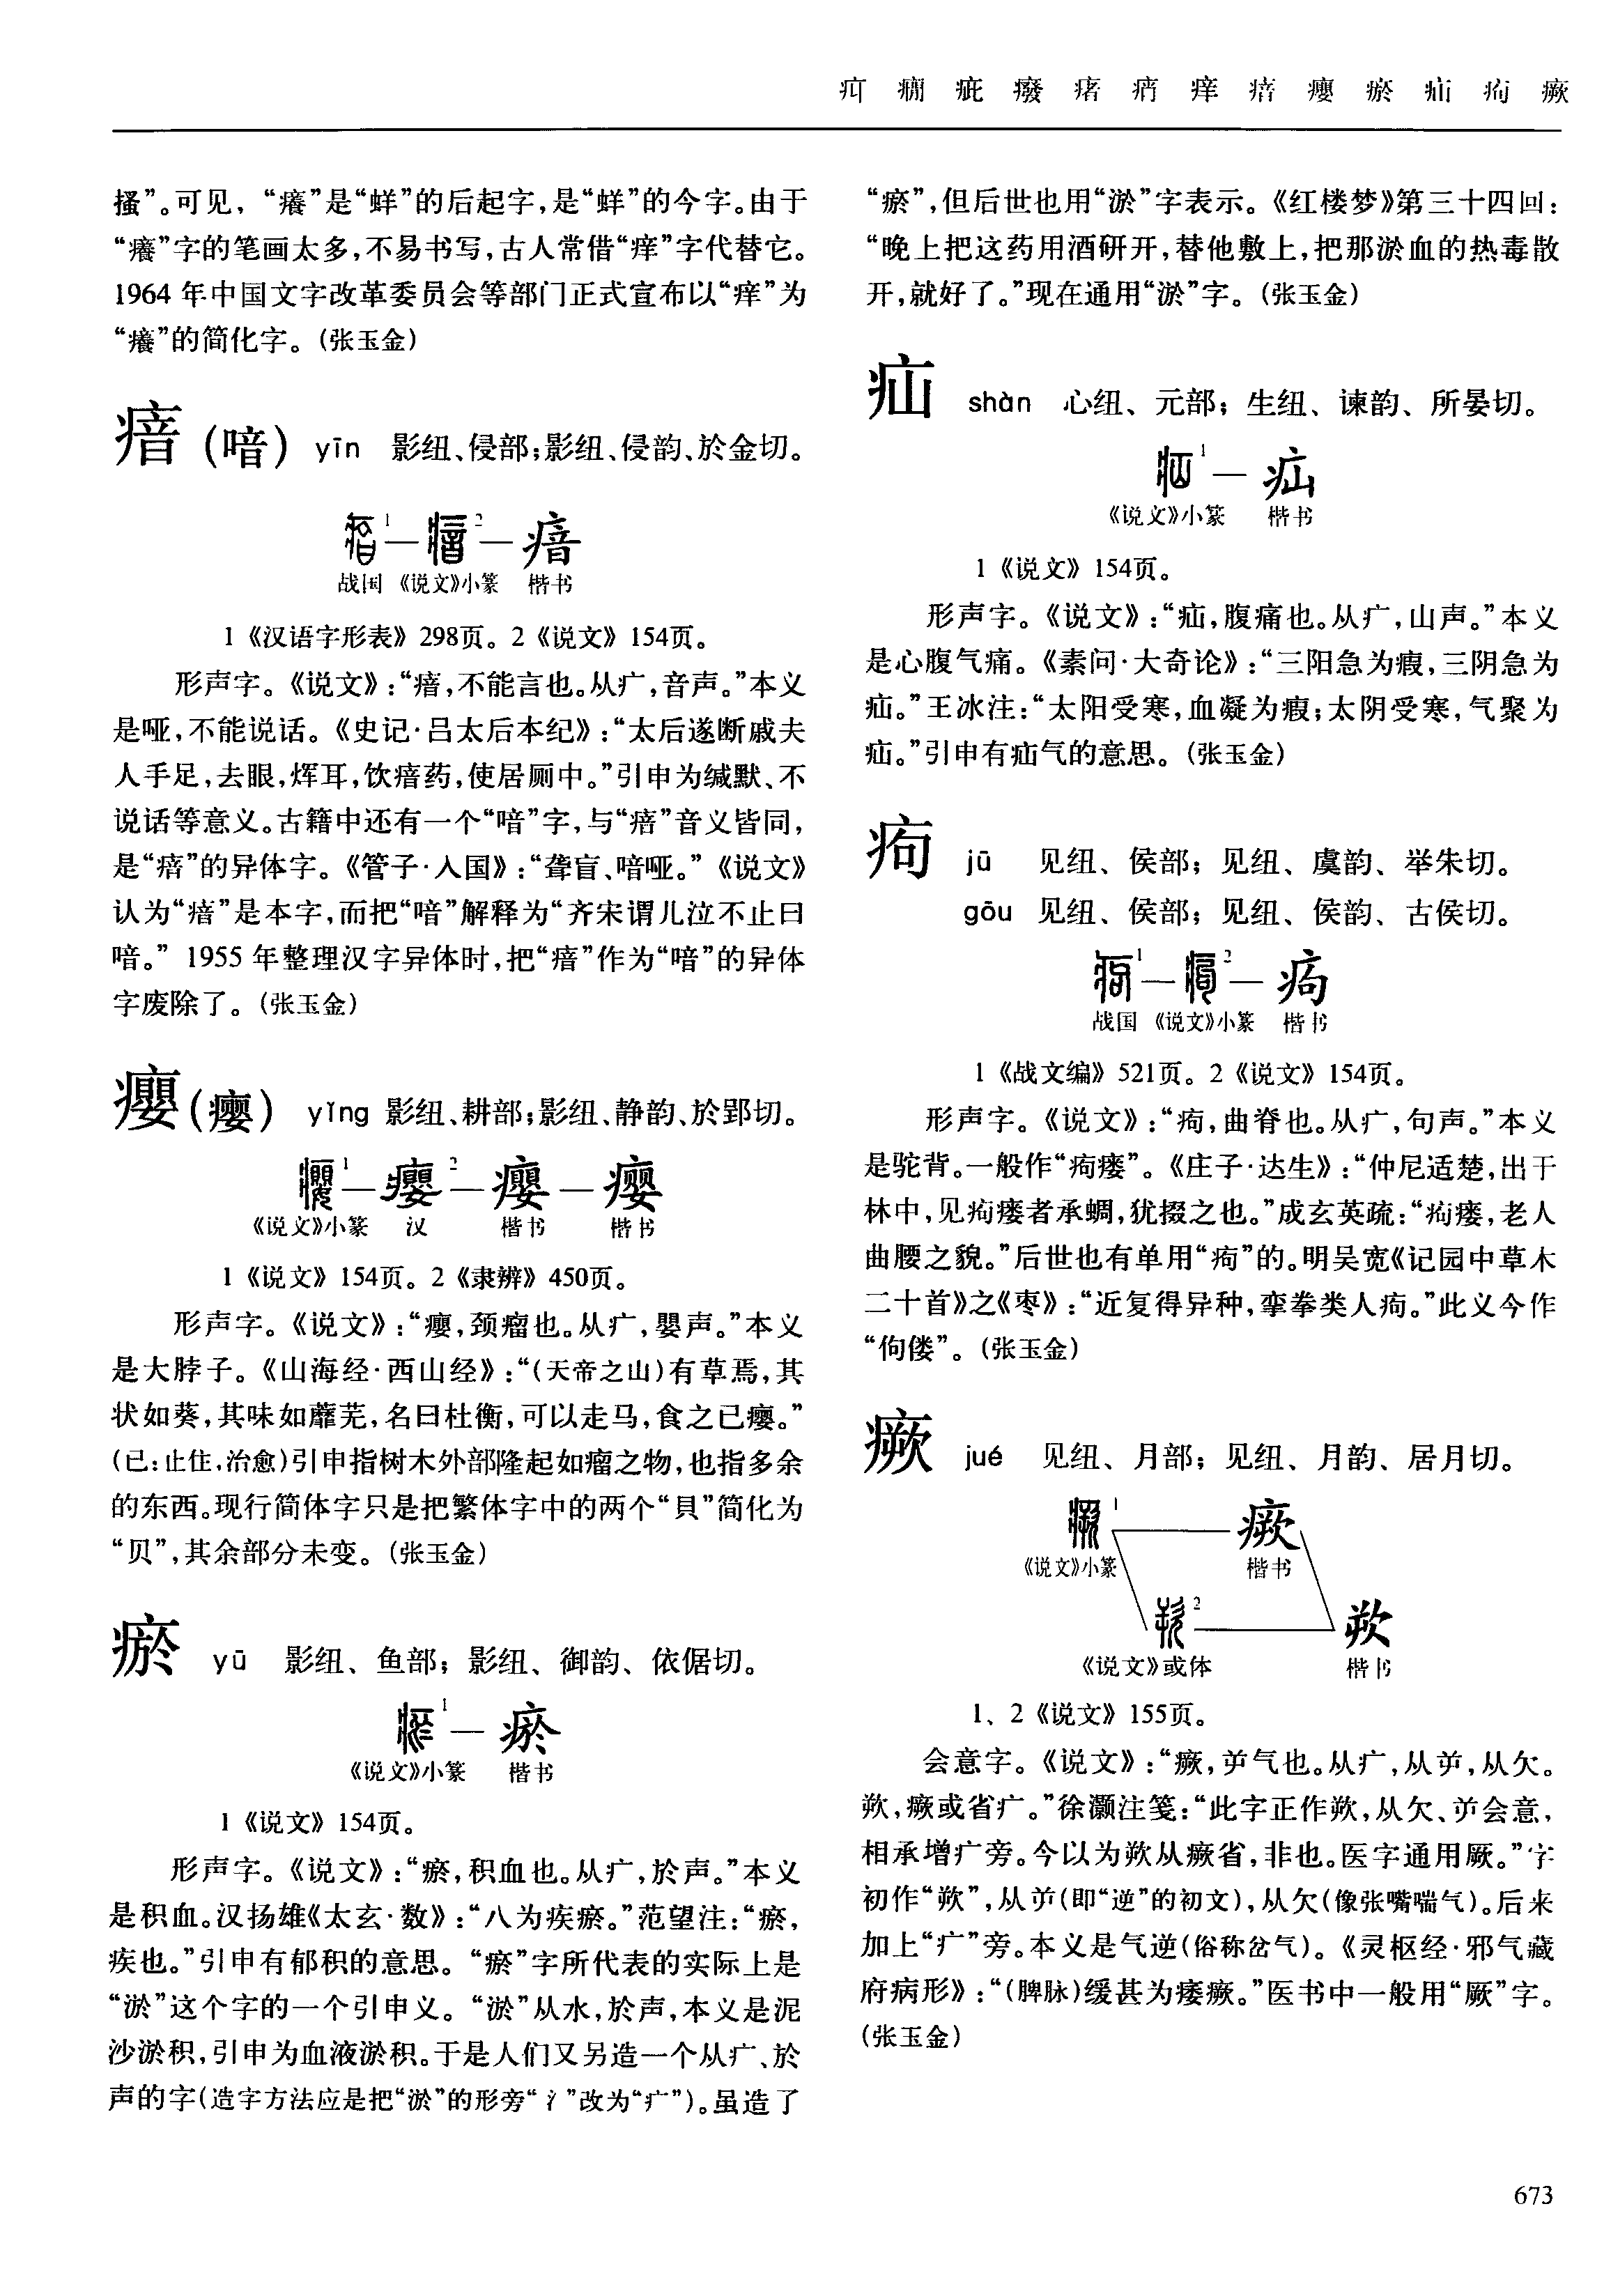 疝 癇 疵 癈 瘏 痟 痒 瘖 癭 瘀 疝 痀 瘚
搔”。可见，“癢”是“蛘”的后起字，是“蛘”的今字。由于
“癢”字的笔画太多，不易书写，古人常借“痒”字代替它。
1964 年中国文字改革委员会等部门正式宣布以“痒”为
“癢”的简化字。（张玉金）
瘖（喑） yīn 影纽、侵部；影纽、侵韵、於金切。
1—2—瘖
战国 《说文》小篆 楷书
1《汉语字形表》298页。2《说文》154页。
形声字。《说文》：“瘖，不能言也。从疒，音声。”本义
是哑，不能说话。《史记·吕太后本纪》：“太后遂断戚夫
人手足，去眼，煇耳，饮瘖药，使居厕中。”引申为缄默、不
说话等意义。古籍中还有一个“喑”字，与“瘖”音义皆同，
是“瘖”的异体字。《管子·入国》：“聋盲、喑哑。”《说文》
认为“瘖”是本字，而把“喑”解释为“齐宋谓儿泣不止曰
喑。”1955 年整理汉字异体时，把“瘖”作为“喑”的异体
字废除了。（张玉金）
癭（瘿） yǐng 影纽、耕部；影纽、静韵、於郢切。
1—癭2—癭—瘿
《说文》小篆 汉 楷书 楷书
1《说文》154页。2《隶辨》450页。
形声字。《说文》：“癭，颈瘤也。从疒，嬰声。”本义
是大脖子。《山海经·西山经》：“（天帝之山）有草焉，其
状如葵，其味如蘼芜，名曰杜衡，可以走马，食之已瘿。”
（已：止住，治愈）引申指树木外部隆起如瘤之物，也指多余
的东西。现行简体字只是把繁体字中的两个“貝”简化为
“贝”，其余部分未变。（张玉金）
瘀 yū 影纽、鱼部；影纽、御韵、依倨切。
1—瘀
《说文》小篆 楷书
1《说文》154页。
形声字。《说文》：“瘀，积血也。从疒，於声。”本义
是积血。汉扬雄《太玄·数》：“八为疾瘀。”范望注：“瘀，
疾也。”引申有郁积的意思。“瘀”字所代表的实际上是
“淤”这个字的一个引申义。“淤”从水，於声，本义是泥
沙淤积，引申为血液淤积。于是人们又另造一个从疒、於
声的字（造字方法应是把“淤”的形旁“氵”改为“疒”）。虽造了
“瘀”，但后世也用“淤”字表示。《红楼梦》第三十四回：
“晚上把这药用酒研开，替他敷上，把那淤血的热毒散
开，就好了。”现在通用“淤”字。（张玉金）
疝 shàn 心纽、元部；生纽、谏韵、所晏切。
1—疝
《说文》小篆 楷书
1《说文》154页。
形声字。《说文》：“疝，腹痛也。从疒，山声。”本义
是心腹气痛。《素问·大奇论》：“三阳急为瘕，三阴急为
疝。”王冰注：“太阳受寒，血凝为瘕；太阴受寒，气聚为
疝。”引申有疝气的意思。（张玉金）
痀 jū 见纽、侯部；见纽、虞韵、举朱切。
gōu 见纽、侯部；见纽、侯韵、古侯切。
1—2—痀
战国 《说文》小篆 楷书
1《战文编》521页。2《说文》154页。
形声字。《说文》：“痀，曲脊也。从疒，句声。”本义
是驼背。一般作“痀瘘”。《庄子·达生》：“仲尼适楚，出于
林中，见痀瘘者承蜩，犹掇之也。”成玄英疏：“痀瘘，老人
曲腰之貌。”后世也有单用“痀”的。明吴宽《记园中草木
二十首》之《枣》：“近复得异种，挛拳类人痀。”此义今作
“佝偻”。（张玉金）
瘚 jué 见纽、月部；见纽、月韵、居月切。
1 瘚
《说文》小篆 楷书
2 欮
《说文》或体 楷书
1、2《说文》155页。
会意字。《说文》：“瘚，屰气也。从疒，从屰，从欠。
欮，瘚或省疒。”徐灏注笺：“此字正作欮，从欠、屰会意，
相承增疒旁。今以为欮从瘚省，非也。医字通用厥。”字
初作“欮”，从屰（即“逆”的初文），从欠（像张嘴喘气）。后来
加上“疒”旁。本义是气逆（俗称岔气）。《灵枢经·邪气藏
府病形》：“（脾脉）缓甚为痿瘚。”医书中一般用“厥”字。
（张玉金）
673